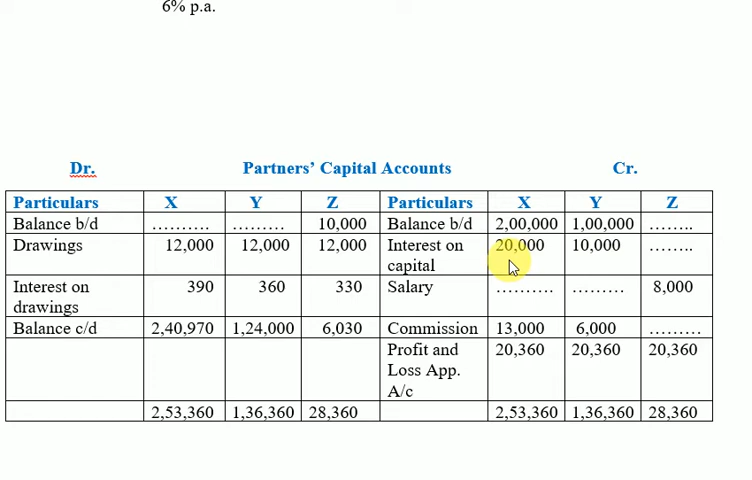 6% p.a.
Dr. Partners’ Capital Accounts Cr.
Particulars X Y Z Particulars X Y Z
Balance b/d ………. ……… 10,000 Balance b/d 2,00,000 1,00,000 ……..
Drawings 12,000 12,000 12,000 Interest on 20,000 10,000 ……..
capital
Interest on 390 360 330 Salary ………. ……… 8,000
drawings
Balance c/d 2,40,970 1,24,000 6,030 Commission 13,000 6,000 ………
Profit and 20,360 20,360 20,360
Loss App.
A/c
2,53,360 1,36,360 28,360 2,53,360 1,36,360 28,360